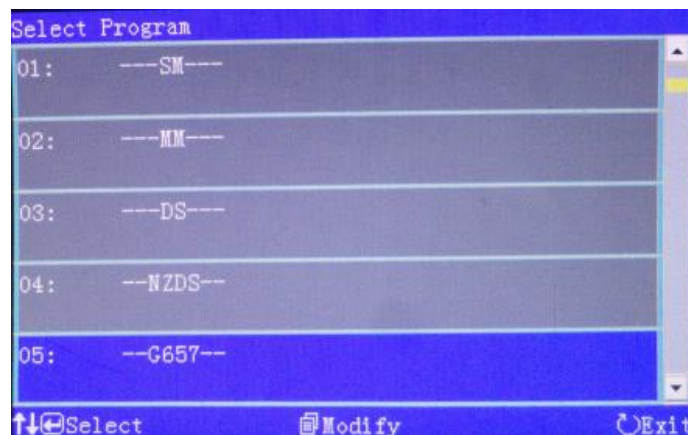 Select Program
01: ---SM---
02: ---MM---
03: ---DS---
04: --NZDS--
05: --G657--
Select Modify Exit